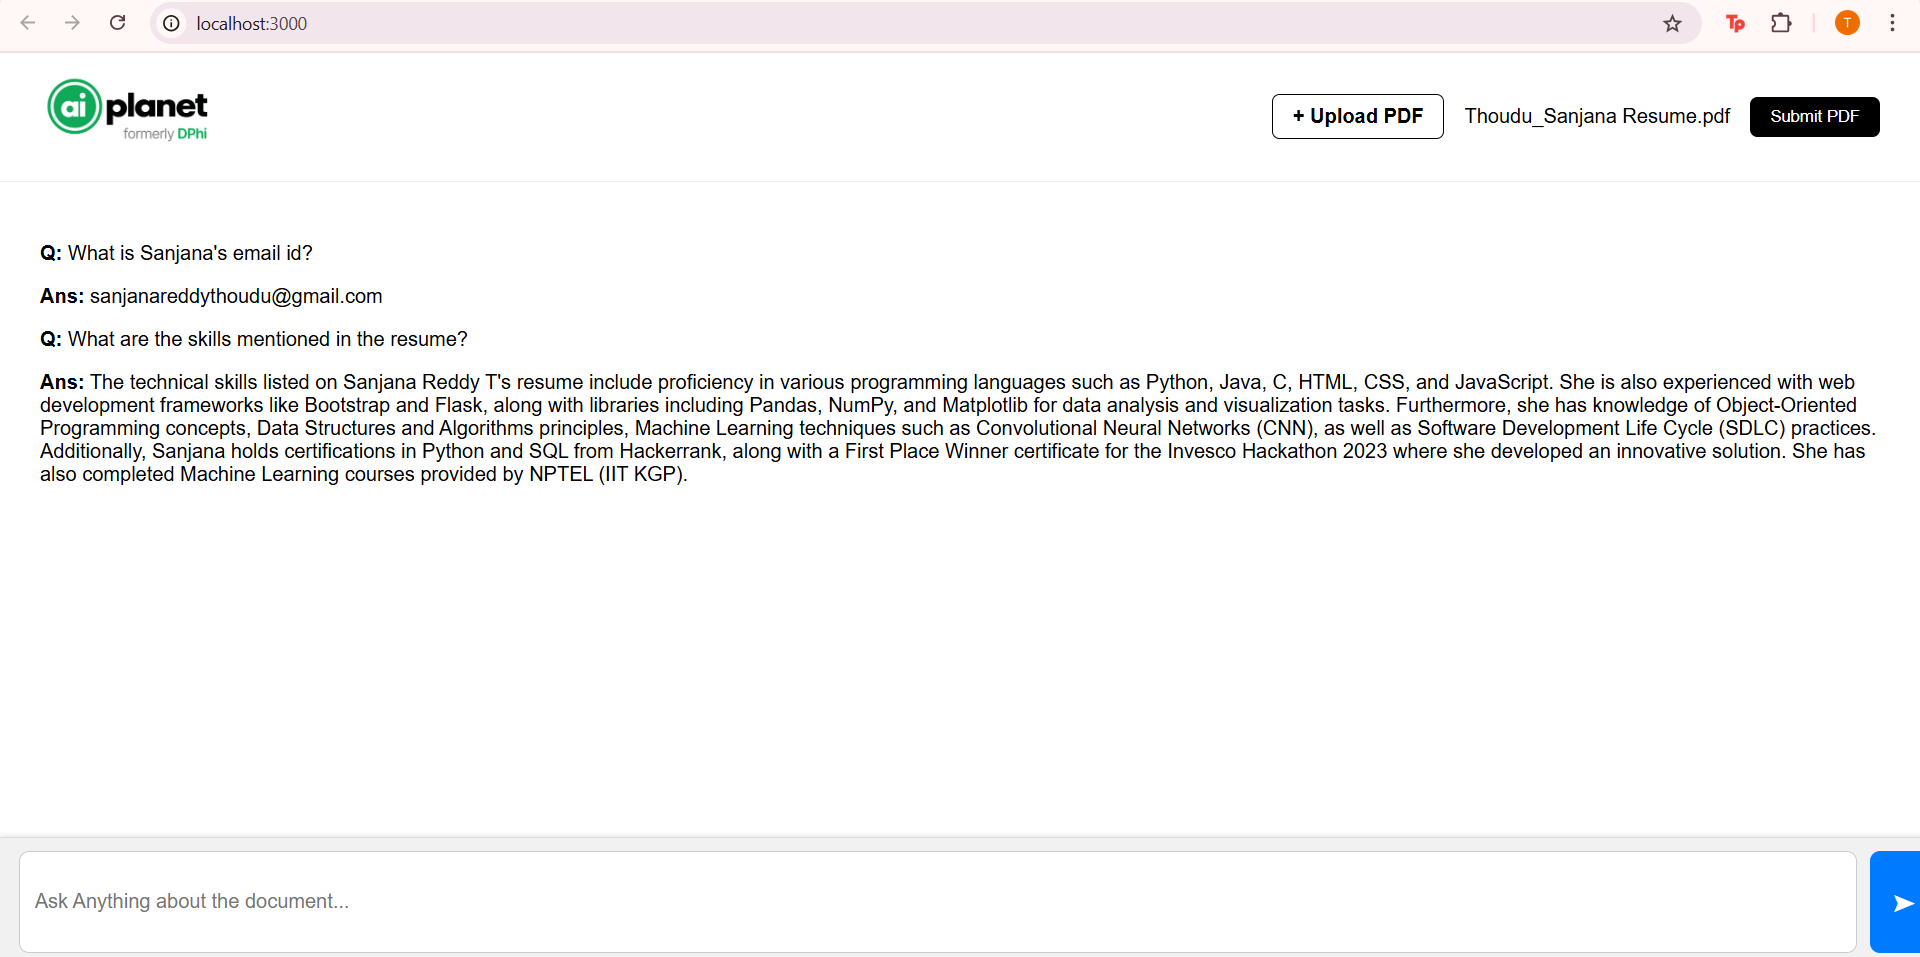 localhost:3000
Tp
T
ai planet
formerly DPhi
+ Upload PDF
Thoudu_Sanjana Resume.pdf
Submit PDF
Q: What is Sanjana's email id?
Ans: sanjanareddythoudu@gmail.com
Q: What are the skills mentioned in the resume?
Ans: The technical skills listed on Sanjana Reddy T's resume include proficiency in various programming languages such as Python, Java, C, HTML, CSS, and JavaScript. She is also experienced with web
development frameworks like Bootstrap and Flask, along with libraries including Pandas, NumPy, and Matplotlib for data analysis and visualization tasks. Furthermore, she has knowledge of Object-Oriented
Programming concepts, Data Structures and Algorithms principles, Machine Learning techniques such as Convolutional Neural Networks (CNN), as well as Software Development Life Cycle (SDLC) practices.
Additionally, Sanjana holds certifications in Python and SQL from Hackerrank, along with a First Place Winner certificate for the Invesco Hackathon 2023 where she developed an innovative solution. She has
also completed Machine Learning courses provided by NPTEL (IIT KGP).
Ask Anything about the document...